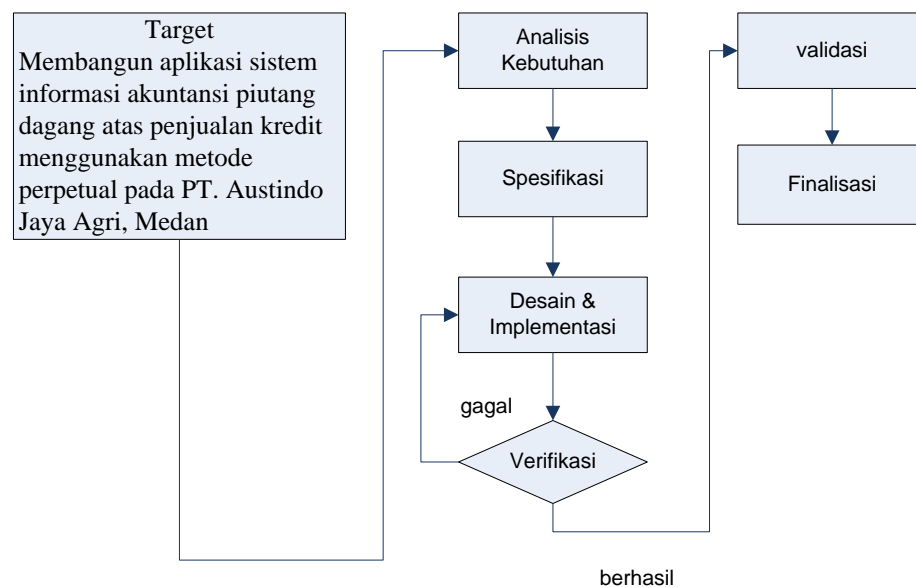 Target
Membangun aplikasi sistem
informasi akuntansi piutang
dagang atas penjualan kredit
menggunakan metode
perpetual pada PT. Austindo
Jaya Agri, Medan
Analisis
Kebutuhan
Spesifikasi
Desain &
Implementasi
gagal
Verifikasi
berhasil
validasi
Finalisasi